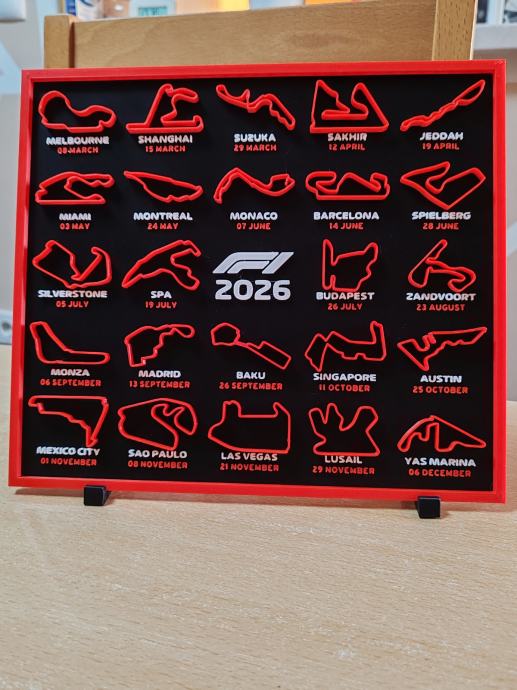 MELBOURNE
08 MARCH
SHANGHAI
15 MARCH
SUZUKA
29 MARCH
SAKHIR
12 APRIL
JEDDAH
19 APRIL
MIAMI
03 MAY
MONTREAL
24 MAY
MONACO
07 JUNE
BARCELONA
14 JUNE
SPIELBERG
28 JUNE
SILVERSTONE
05 JULY
SPA
19 JULY
F1
2026
BUDAPEST
26 JULY
ZANDVOORT
23 AUGUST
MONZA
06 SEPTEMBER
MADRID
13 SEPTEMBER
BAKU
26 SEPTEMBER
SINGAPORE
11 OCTOBER
AUSTIN
25 OCTOBER
MEXICO CITY
01 NOVEMBER
SAO PAULO
08 NOVEMBER
LAS VEGAS
21 NOVEMBER
LUSAIL
29 NOVEMBER
YAS MARINA
06 DECEMBER